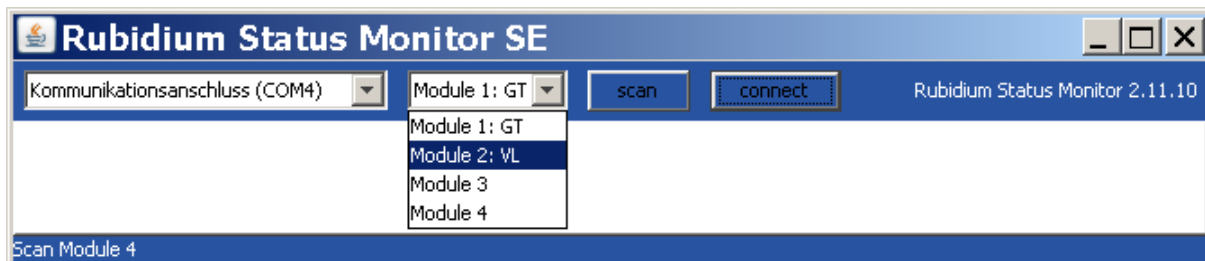 Rubidium Status Monitor SE
Kommunikationsanschluss (COM4) Module 1: GT scan connect Rubidium Status Monitor 2.11.10
Module 1: GT
Module 2: VL
Module 3
Module 4
Scan Module 4